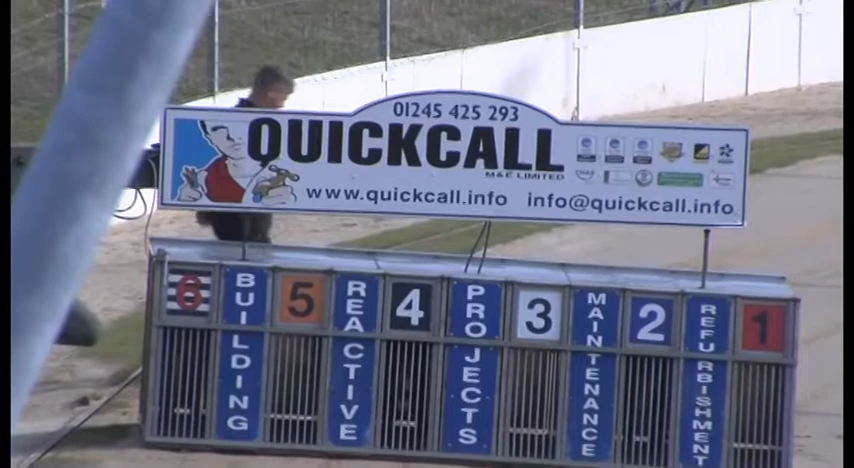 01245 425 293
QUICKCALL
M&E LIMITED
www.quickcall.info info@quickcall.info
6 BUILDING 5 REACTIVE 4 PROJECTS 3 MAINTENANCE 2 REFURBISHMENT 1